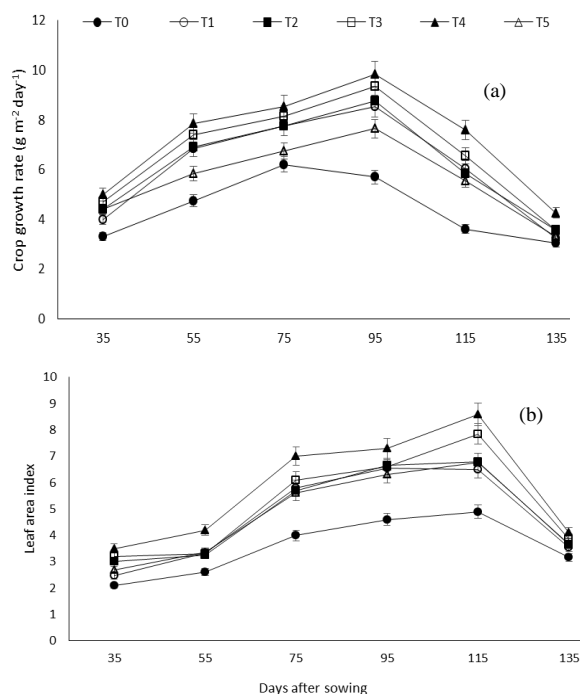 T0 T1 T2 T3 T4 T5
12
(a)
10
8
6
4
2
0
Crop growth rate (g m⁻² day⁻¹)
35 55 75 95 115 135
10
9
(b)
8
7
6
5
4
3
2
1
0
Leaf area index
35 55 75 95 115 135
Days after sowing